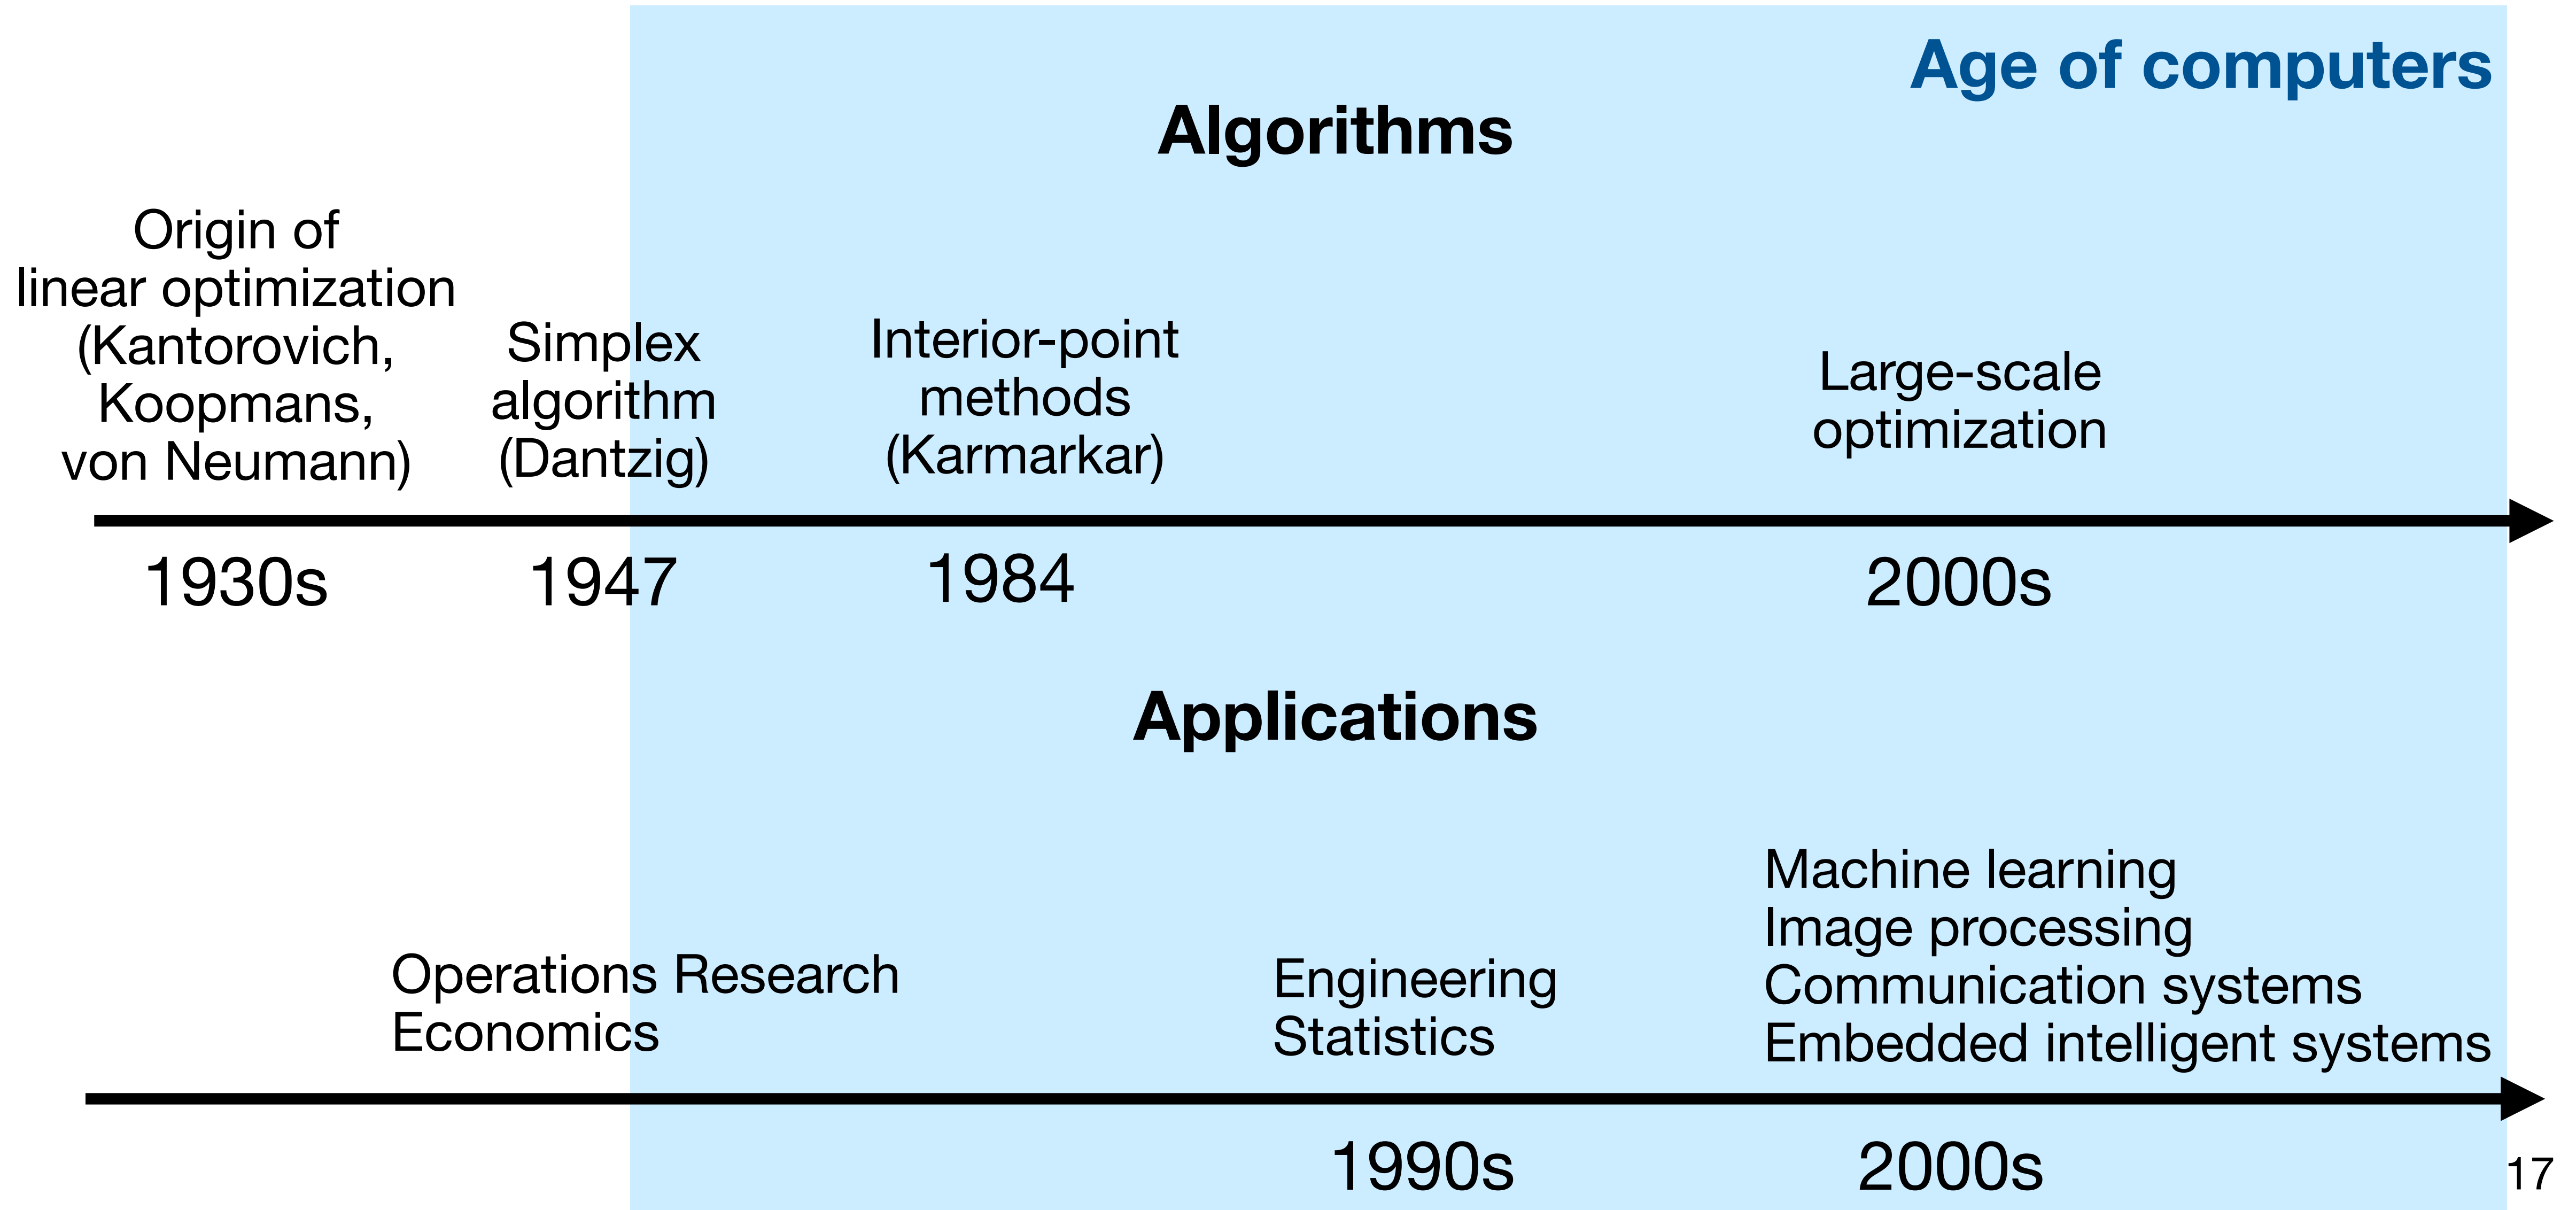 Age of computers
Algorithms
Origin of
linear optimization
(Kantorovich,
Koopmans,
von Neumann)
Simplex
algorithm
(Dantzig)
Interior-point
methods
(Karmarkar)
Large-scale
optimization
1930s
1947
1984
2000s
Applications
Operations Research
Economics
Engineering
Statistics
Machine learning
Image processing
Communication systems
Embedded intelligent systems
1990s
2000s
17